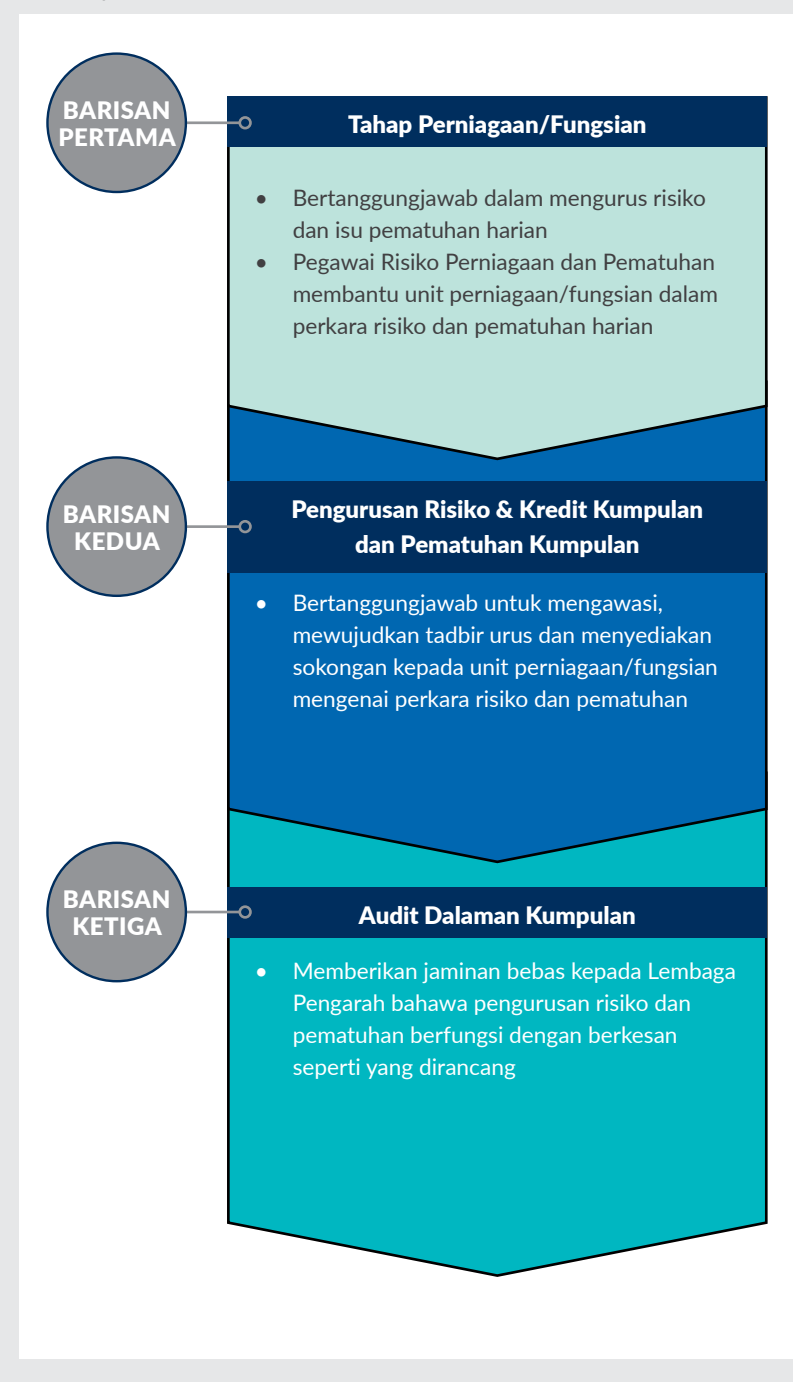 BARISAN
PERTAMA
Tahap Perniagaan/Fungsian
• Bertanggungjawab dalam mengurus risiko
dan isu pematuhan harian
• Pegawai Risiko Perniagaan dan Pematuhan
membantu unit perniagaan/fungsian dalam
perkara risiko dan pematuhan harian
BARISAN
KEDUA
Pengurusan Risiko & Kredit Kumpulan
dan Pematuhan Kumpulan
• Bertanggungjawab untuk mengawasi,
mewujudkan tadbir urus dan menyediakan
sokongan kepada unit perniagaan/fungsian
mengenai perkara risiko dan pematuhan
BARISAN
KETIGA
Audit Dalaman Kumpulan
• Memberikan jaminan bebas kepada Lembaga
Pengarah bahawa pengurusan risiko dan
pematuhan berfungsi dengan berkesan
seperti yang dirancang